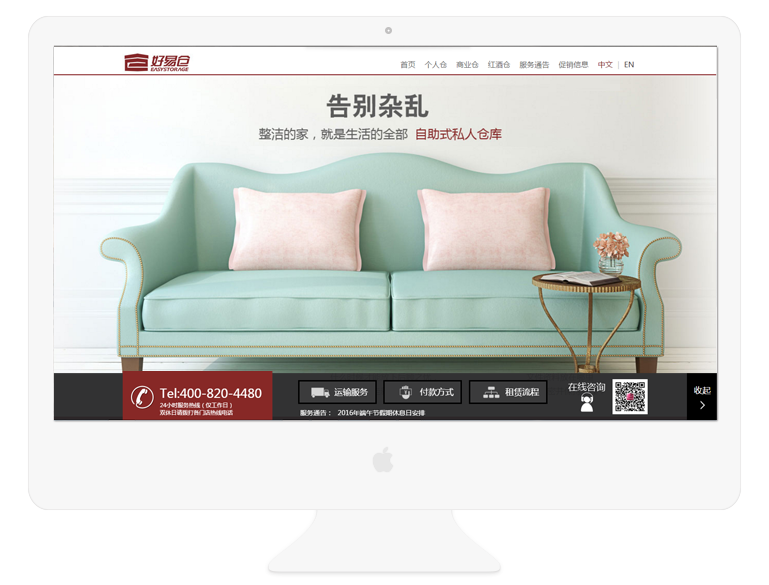 好易仓
EASYSTORAGE
首页 个人仓 商业仓 红酒仓 服务通告 促销信息 中文 | EN
告别杂乱
整洁的家，就是生活的全部 自助式私人仓库
Tel:400-820-4480
24小时服务热线（仅工作日）
双休日请拨打各门店热线电话
运输服务 付款方式 租赁流程
服务通告： 2016年端午节假期休息日安排
在线咨询
收起